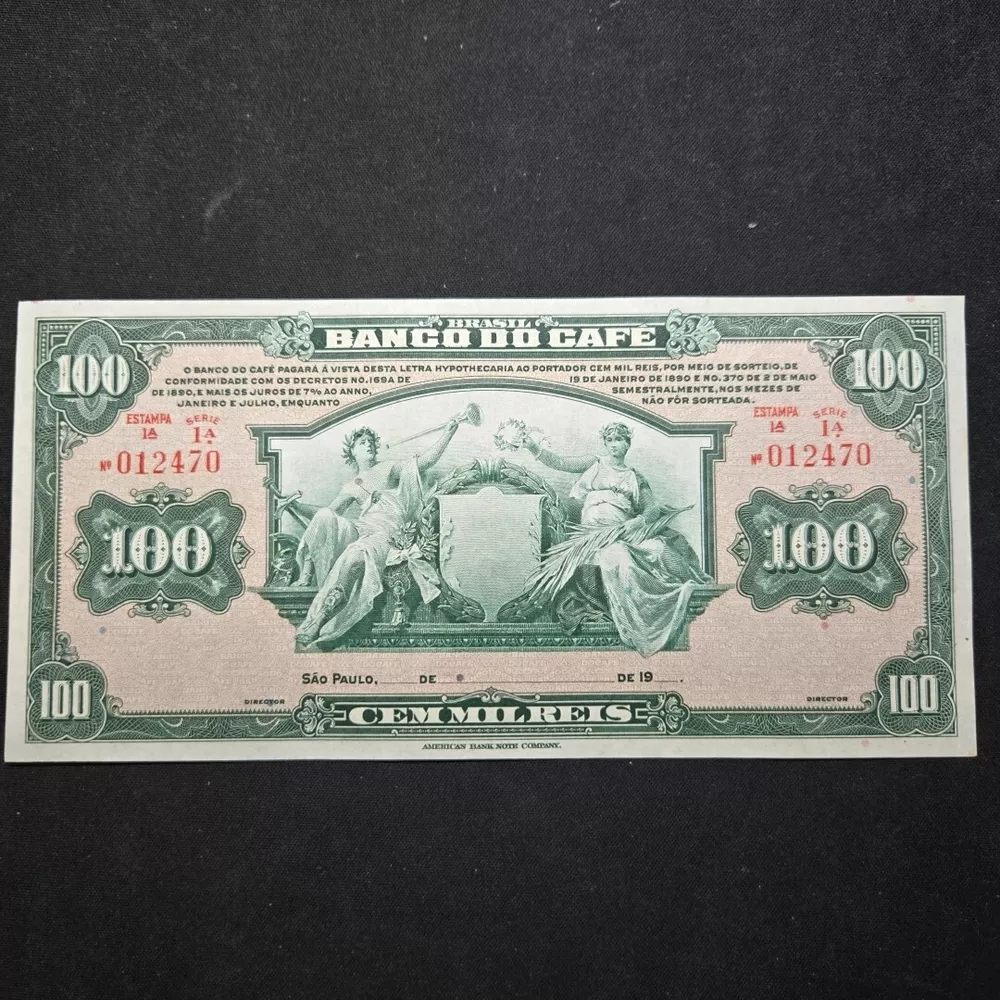 BRASIL
BANCO DO CAFÉ
100
100
O BANCO DO CAFÉ PAGARÁ Á VISTA DESTA LETRA HYPOTHECARIA AO PORTADOR CEM MIL REIS, POR MEIO DE SORTEIO, DE
CONFORMIDADE COM OS DECRETOS NO. 169A DE 19 DE JANEIRO DE 1890 E NO. 370 DE 2 DE MAIO
DE 1890, E MAIS OS JUROS DE 7% AO ANNO, SEMESTRALMENTE, NOS MEZES DE
JANEIRO E JULHO, EMQUANTO NÃO FÔR SORTEADA.
ESTAMPA SERIE
1A 1A
Nº 012470
ESTAMPA SERIE
1A 1A
Nº 012470
100
100
SÃO PAULO, DE DE 19 .
DIRECTOR
DIRECTOR
100
CEM MIL REIS
100
AMERICAN BANK NOTE COMPANY.